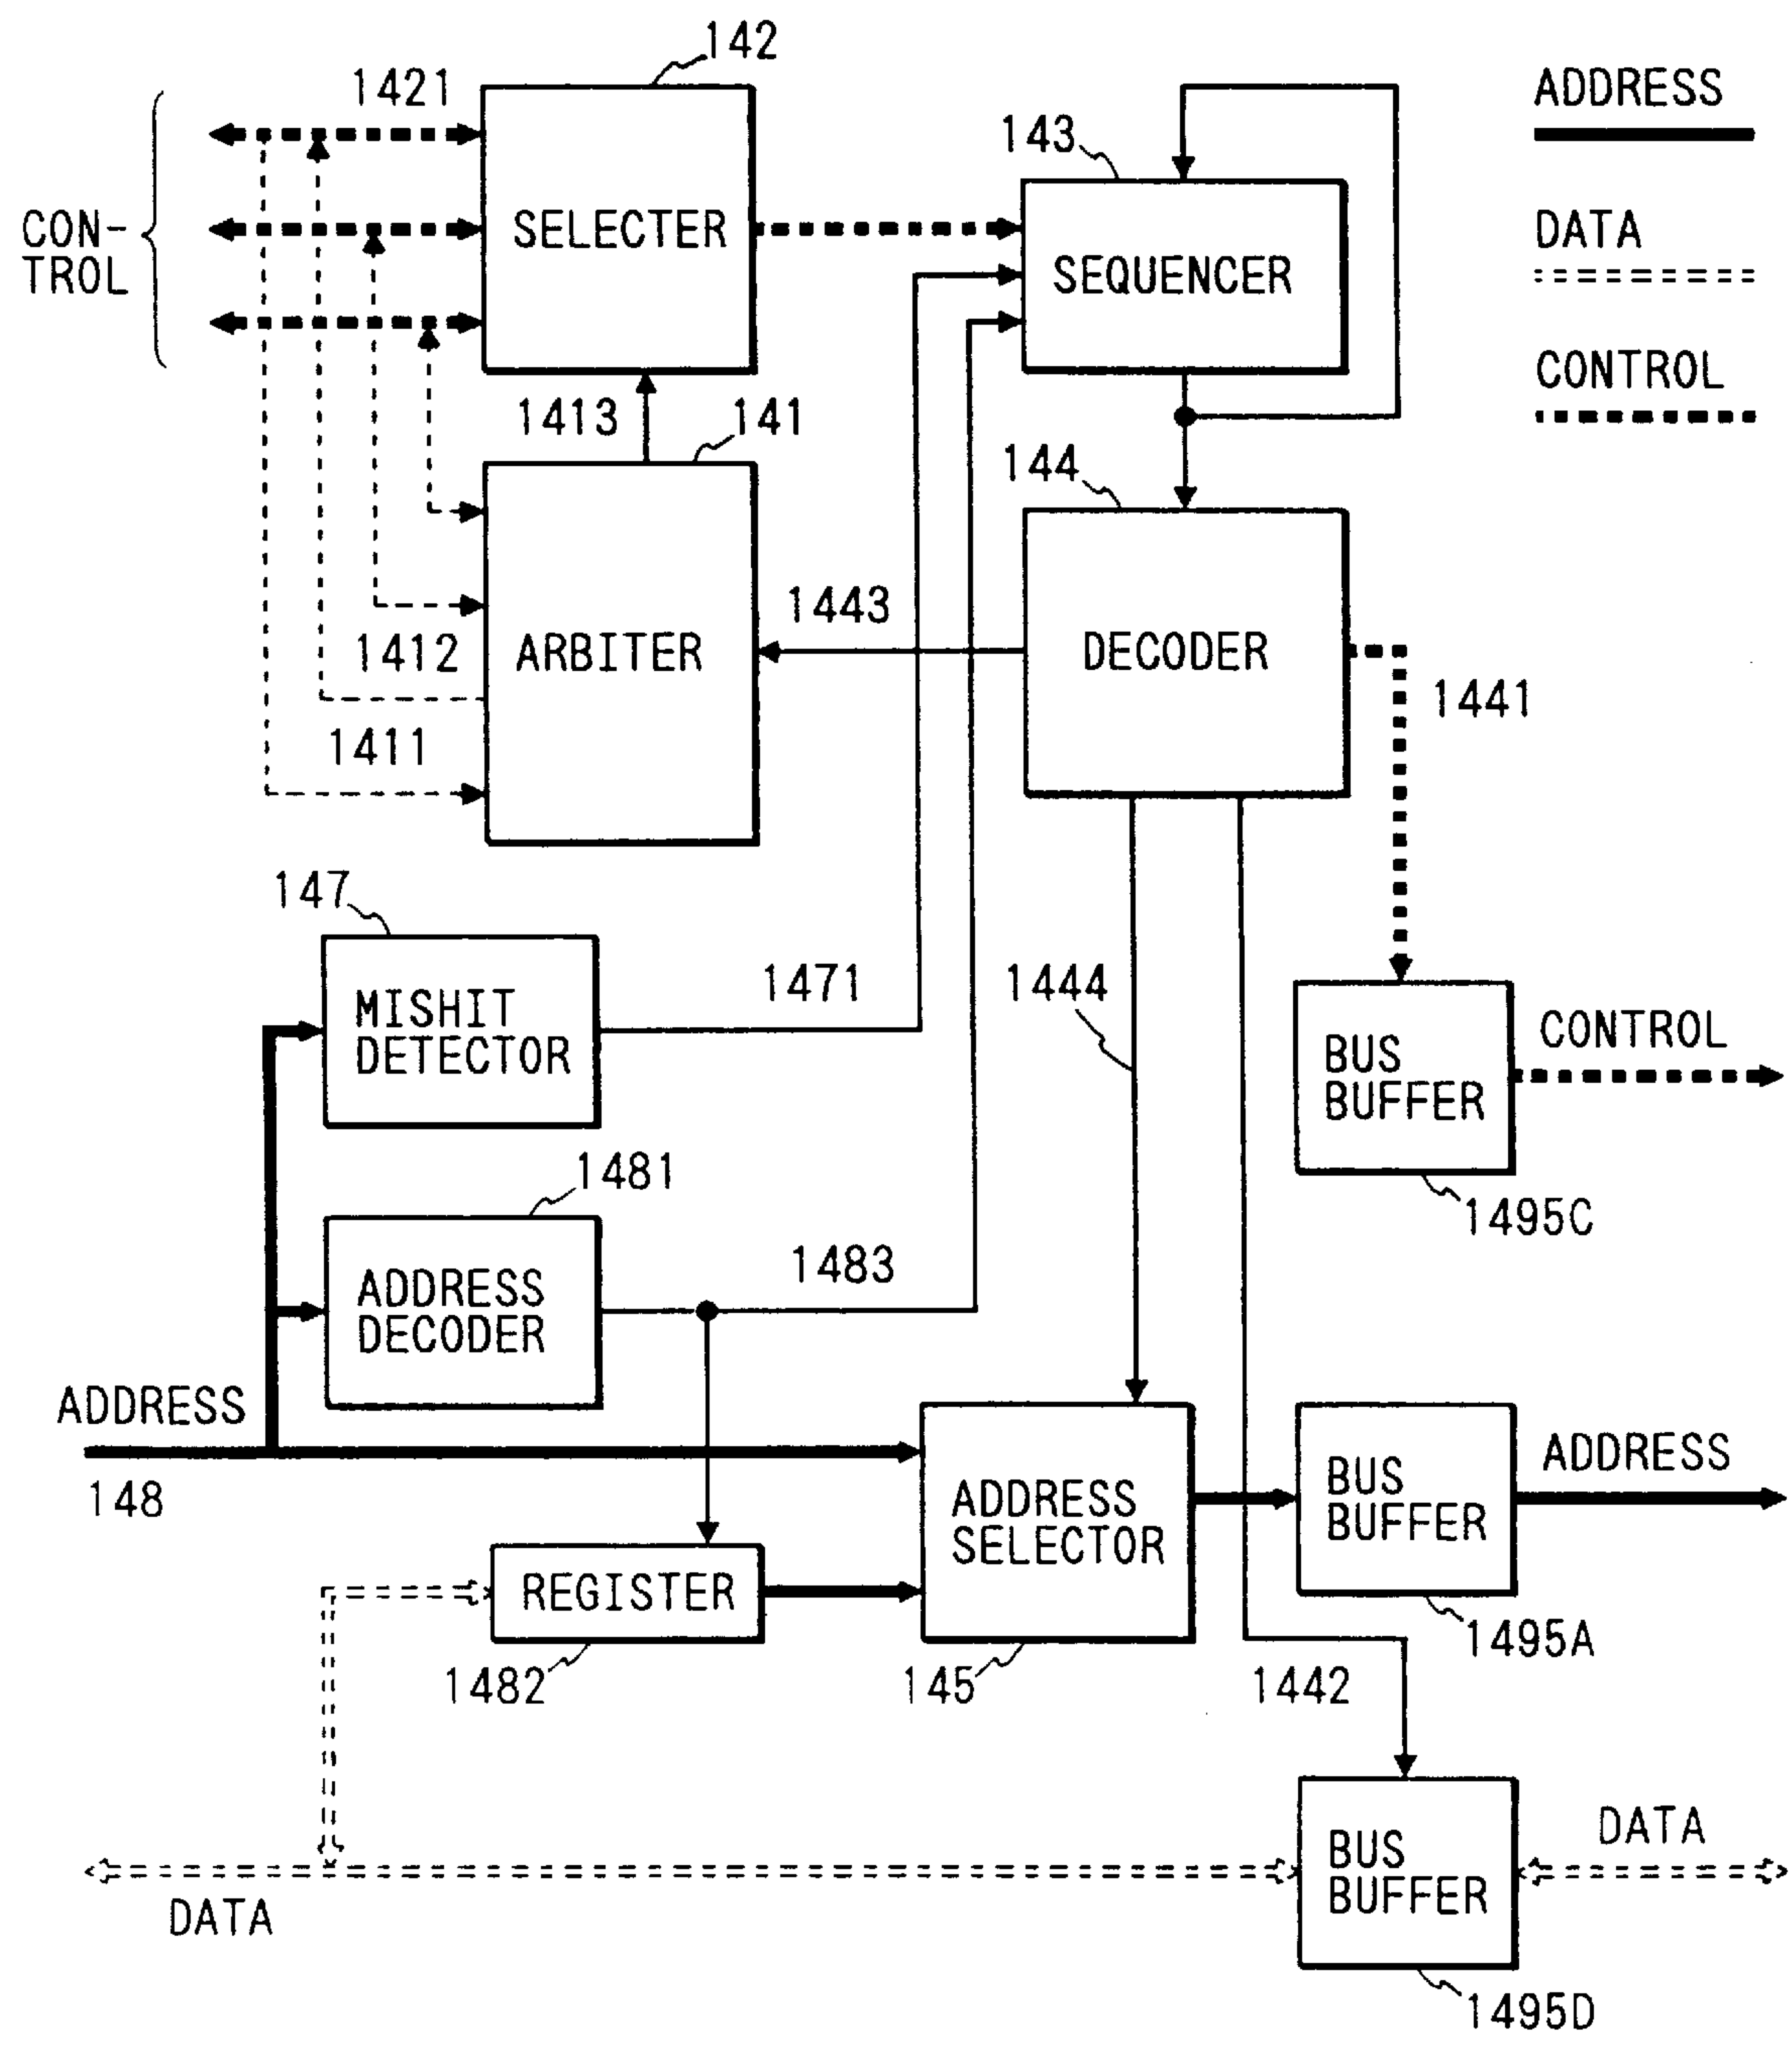 142
1421
ADDRESS
143
CON-
TROL
SELECTER
DATA
SEQUENCER
CONTROL
1413
141
144
1443
1412
ARBITER
DECODER
1441
1411
147
1471
1444
MISHIT
DETECTOR
CONTROL
BUS
BUFFER
1481
1495C
1483
ADDRESS
DECODER
ADDRESS
148
ADDRESS
SELECTOR
BUS
BUFFER
ADDRESS
REGISTER
1482
145
1442
1495A
DATA
BUS
BUFFER
DATA
1495D